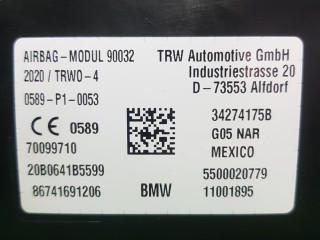 AIRBAG-MODUL 90032
2020 / TRWO-4
0589-P1-0053
TRW Automotive GmbH
Industriestrasse 20
D-73553 Alfdorf
CE 0589
70099710
20B0641B5599
86741691206
34274175B
G05 NAR
MEXICO
5500020779
BMW
11001895